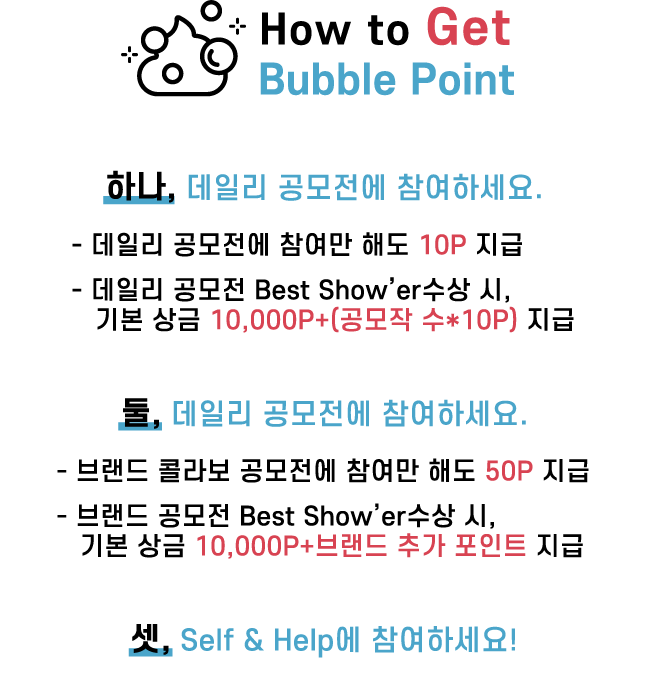 How to Get
Bubble Point
하나, 데일리 공모전에 참여하세요.
- 데일리 공모전에 참여만 해도 10P 지급
- 데일리 공모전 Best Show’er수상 시,
기본 상금 10,000P+(공모작 수*10P) 지급
둘, 데일리 공모전에 참여하세요.
- 브랜드 콜라보 공모전에 참여만 해도 50P 지급
- 브랜드 공모전 Best Show’er수상 시,
기본 상금 10,000P+브랜드 추가 포인트 지급
셋, Self & Help에 참여하세요!